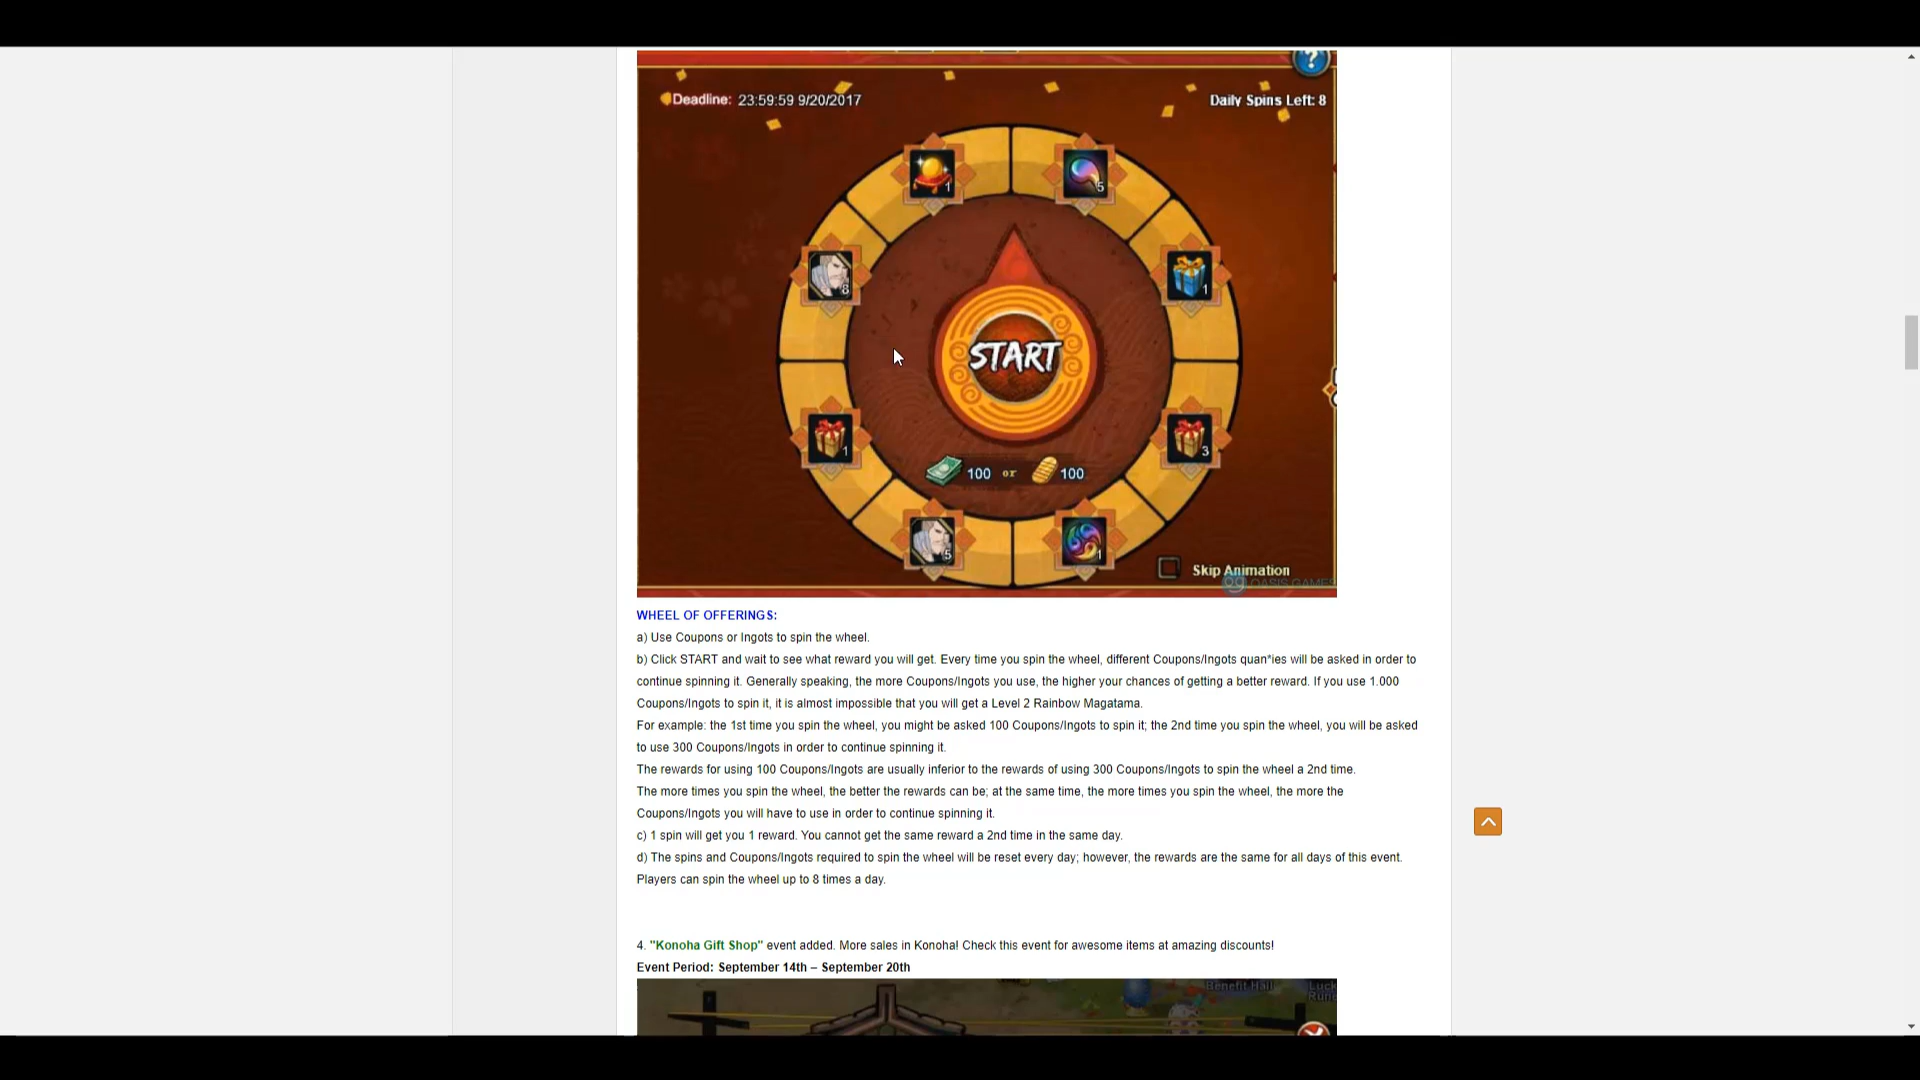 Deadline: 23:59:59 9/20/2017
Daily Spins Left: 8
?
1
5
8
1
START
1
3
100 or 100
5
1
Skip Animation
OASIS GAMES
WHEEL OF OFFERINGS:
a) Use Coupons or Ingots to spin the wheel.
b) Click START and wait to see what reward you will get. Every time you spin the wheel, different Coupons/Ingots quan*ies will be asked in order to
continue spinning it. Generally speaking, the more Coupons/Ingots you use, the higher your chances of getting a better reward. If you use 1.000
Coupons/Ingots to spin it, it is almost impossible that you will get a Level 2 Rainbow Magatama.
For example: the 1st time you spin the wheel, you might be asked 100 Coupons/Ingots to spin it; the 2nd time you spin the wheel, you will be asked
to use 300 Coupons/Ingots in order to continue spinning it.
The rewards for using 100 Coupons/Ingots are usually inferior to the rewards of using 300 Coupons/Ingots to spin the wheel a 2nd time.
The more times you spin the wheel, the better the rewards can be; at the same time, the more times you spin the wheel, the more the
Coupons/Ingots you will have to use in order to continue spinning it.
c) 1 spin will get you 1 reward. You cannot get the same reward a 2nd time in the same day.
d) The spins and Coupons/Ingots required to spin the wheel will be reset every day; however, the rewards are the same for all days of this event.
Players can spin the wheel up to 8 times a day.
4. "Konoha Gift Shop" event added. More sales in Konoha! Check this event for awesome items at amazing discounts!
Event Period: September 14th – September 20th
Benefit Hall
Luck
Run